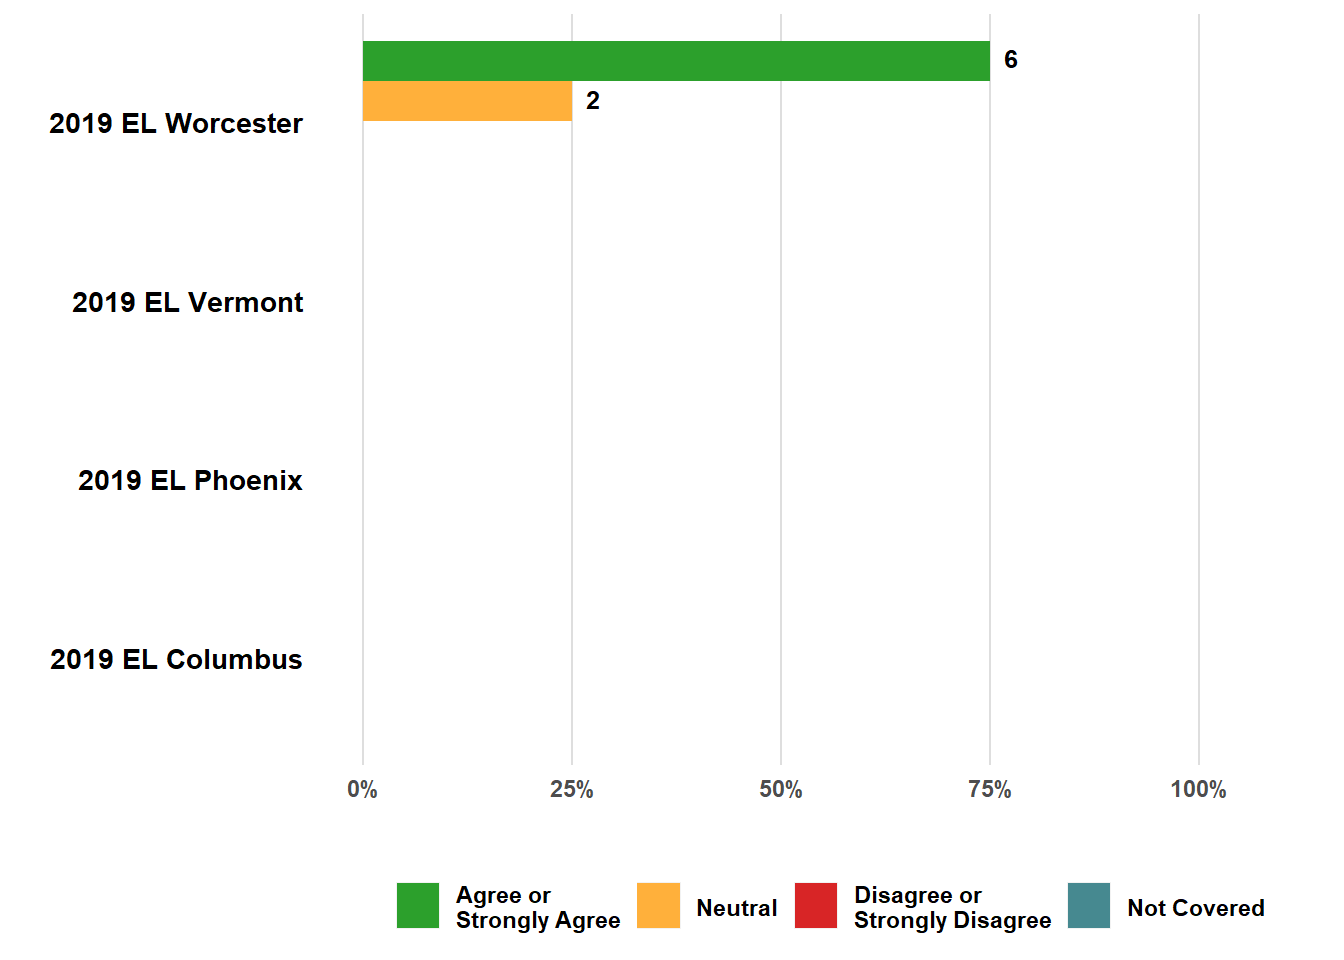 6
2
2019 EL Worcester
2019 EL Vermont
2019 EL Phoenix
2019 EL Columbus
0% 25% 50% 75% 100%
Agree or
Strongly Agree
Neutral
Disagree or
Strongly Disagree
Not Covered